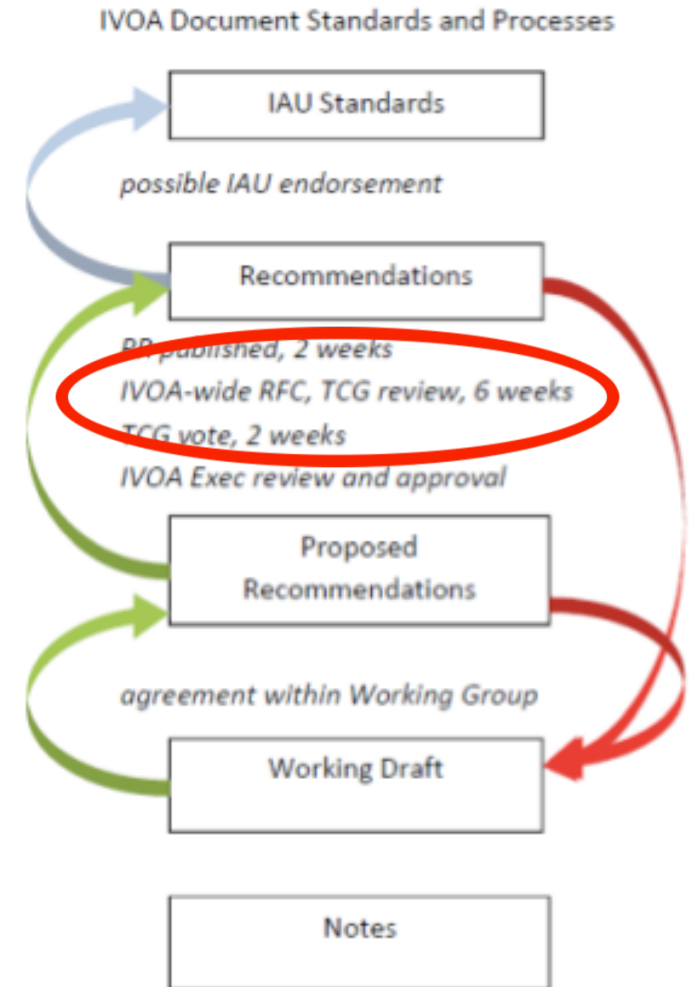 IVOA Document Standards and Processes
IAU Standards
possible IAU endorsement
Recommendations
PR published, 2 weeks
IVOA-wide RFC, TCG review, 6 weeks
TCG vote, 2 weeks
IVOA Exec review and approval
Proposed
Recommendations
agreement within Working Group
Working Draft
Notes